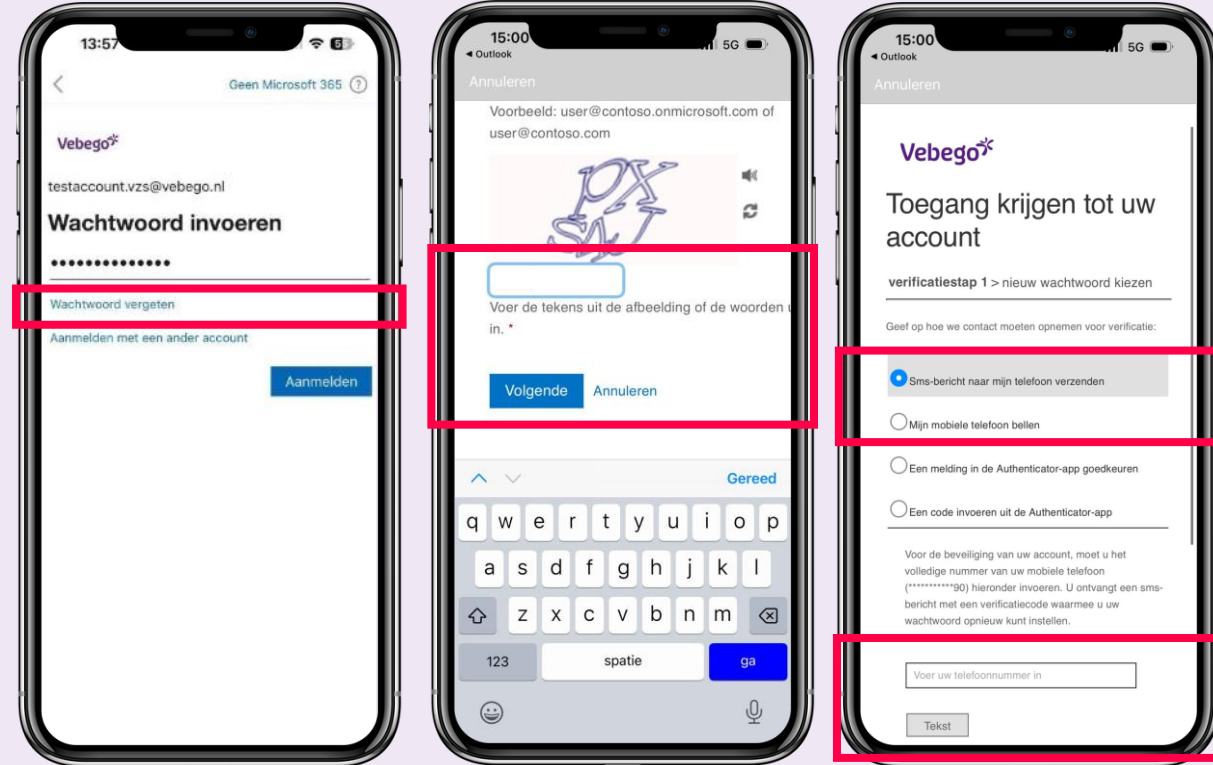 13:57
Geen Microsoft 365 ?
Vebego
testaccount.vzs@vebego.nl
Wachtwoord invoeren
Wachtwoord vergeten
Aanmelden met een ander account
Aanmelden
15:00 5G
Outlook
Annuleren
Voorbeeld: user@contoso.onmicrosoft.com of
user@contoso.com
Voer de tekens uit de afbeelding of de woorden
in. *
Volgende Annuleren
Gereed
q w e r t y u i o p
a s d f g h j k l
z x c v b n m
123 spatie ga
15:00 5G
Outlook
Annuleren
Vebego
Toegang krijgen tot uw
account
verificatiestap 1 > nieuw wachtwoord kiezen
Geef op hoe we contact moeten opnemen voor verificatie:
Sms-bericht naar mijn telefoon verzenden
Mijn mobiele telefoon bellen
Een melding in de Authenticator-app goedkeuren
Een code invoeren uit de Authenticator-app
Voor de beveiliging van uw account, moet u het
volledige nummer van uw mobiele telefoon
(***********90) hieronder invoeren. U ontvangt een sms-
bericht met een verificatiecode waarmee u uw
wachtwoord opnieuw kunt instellen.
Voer uw telefoonnummer in
Tekst